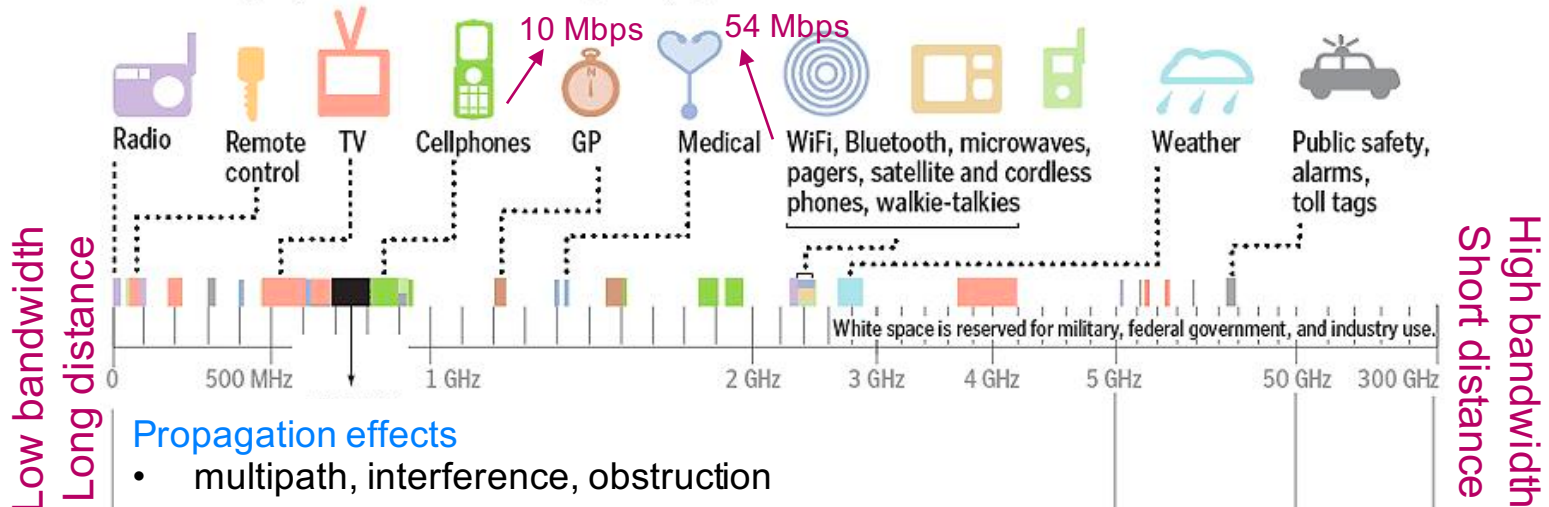 10 Mbps
54 Mbps
N
Radio
Remote
control
TV
Cellphones
GP
Medical
WiFi, Bluetooth, microwaves,
pagers, satellite and cordless
phones, walkie-talkies
Weather
Public safety,
alarms,
toll tags
Low bandwidth
Long distance
High bandwidth
Short distance
White space is reserved for military, federal government, and industry use.
0
500 MHz
1 GHz
2 GHz
3 GHz
4 GHz
5 GHz
50 GHz
300 GHz
Propagation effects
• multipath, interference, obstruction